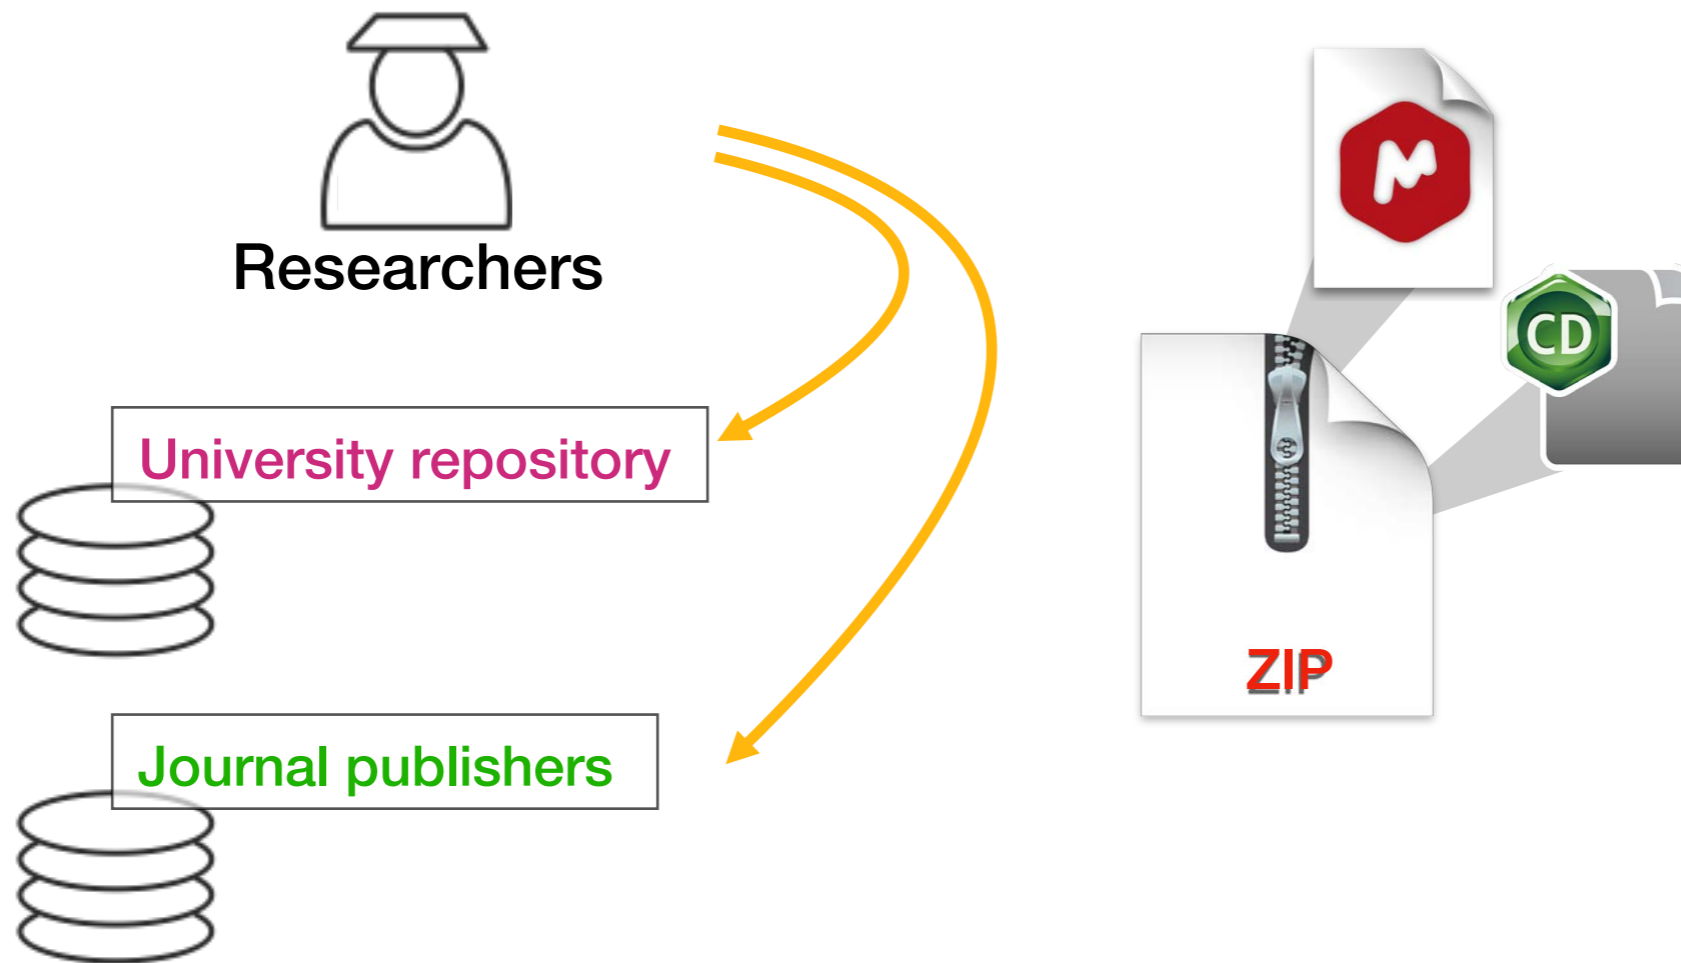 Researchers
University repository
Journal publishers
M
CD
ZIP